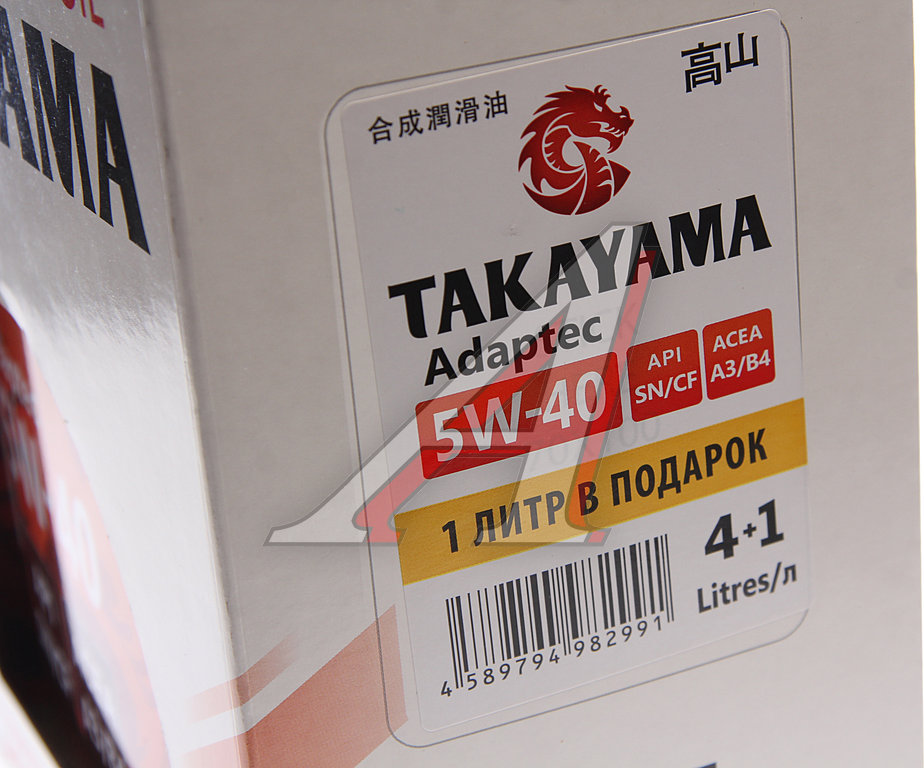 AMA
高山
合成潤滑油
TAKAYAMA
Adaptec
5W-40
API
SN/CF
ACEA
A3/B4
1 ЛИТР В ПОДАРОК
4+1
Litres/л
4 589794 982991